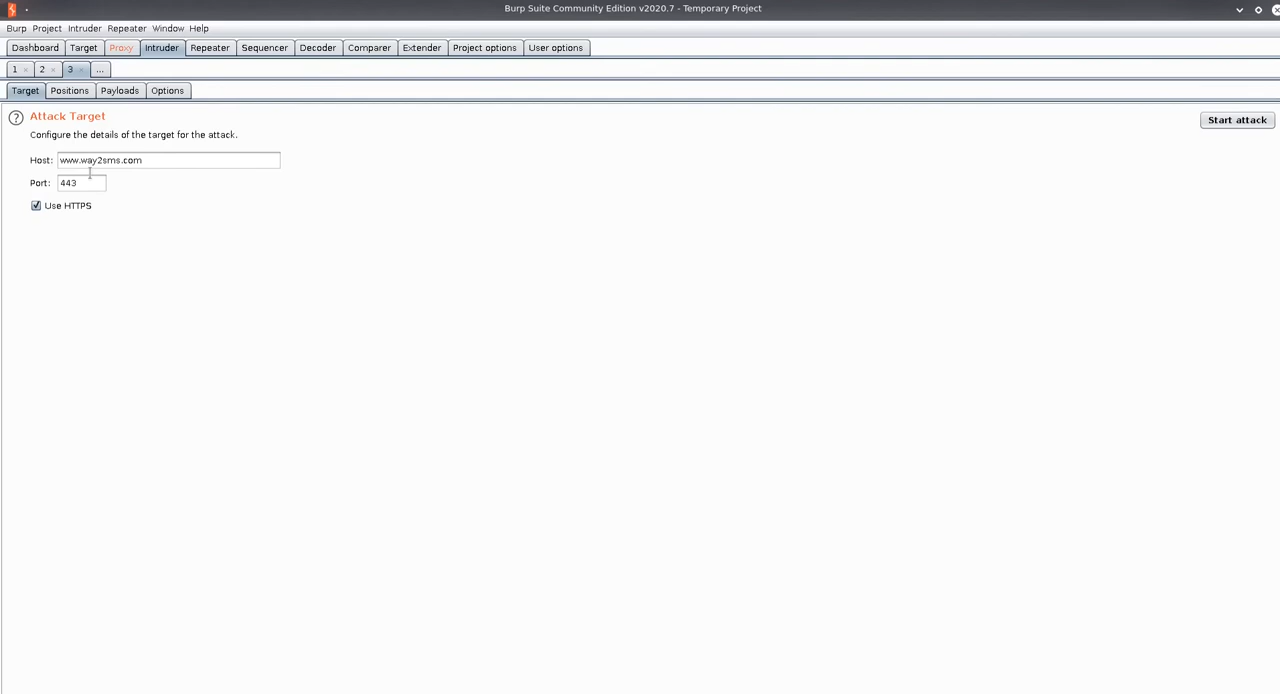 Burp Suite Community Edition v2020.7 - Temporary Project
Burp Project Intruder Repeater Window Help
Dashboard Target Proxy Intruder Repeater Sequencer Decoder Comparer Extender Project options User options
1 × 2 × 3 × ...
Target Positions Payloads Options
? Attack Target
Start attack
Configure the details of the target for the attack.
Host: www.way2sms.com
Port: 443
Use HTTPS